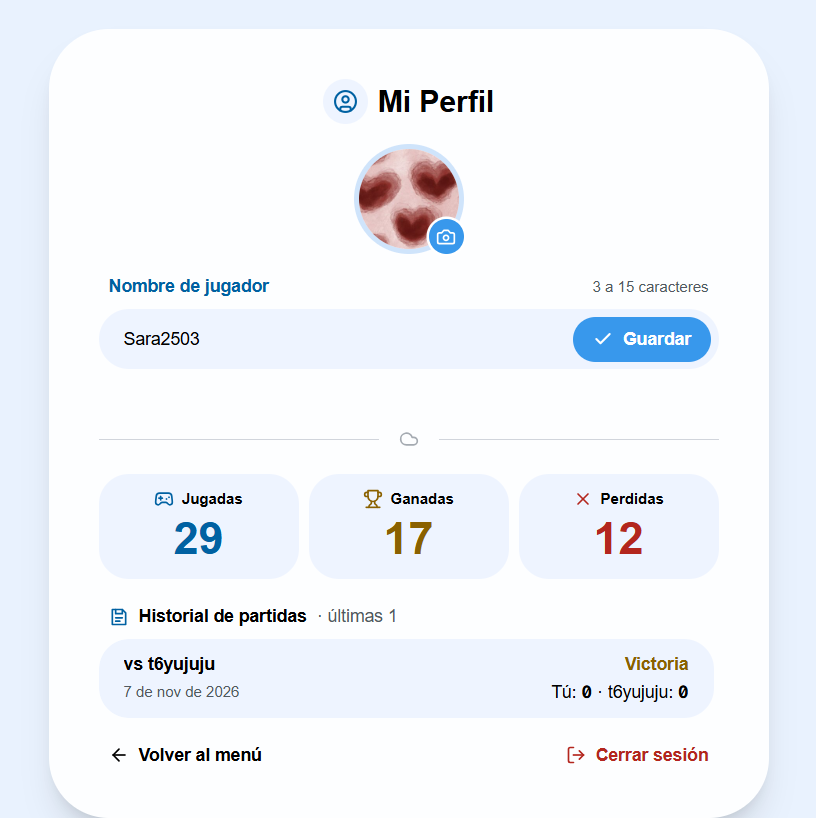 Mi Perfil
Nombre de jugador 3 a 15 caracteres
Sara2503 Guardar
Jugadas Ganadas Perdidas
29 17 12
Historial de partidas · últimas 1
vs t6yujuju Victoria
7 de nov de 2026 Tú: 0 · t6yujuju: 0
Volver al menú Cerrar sesión